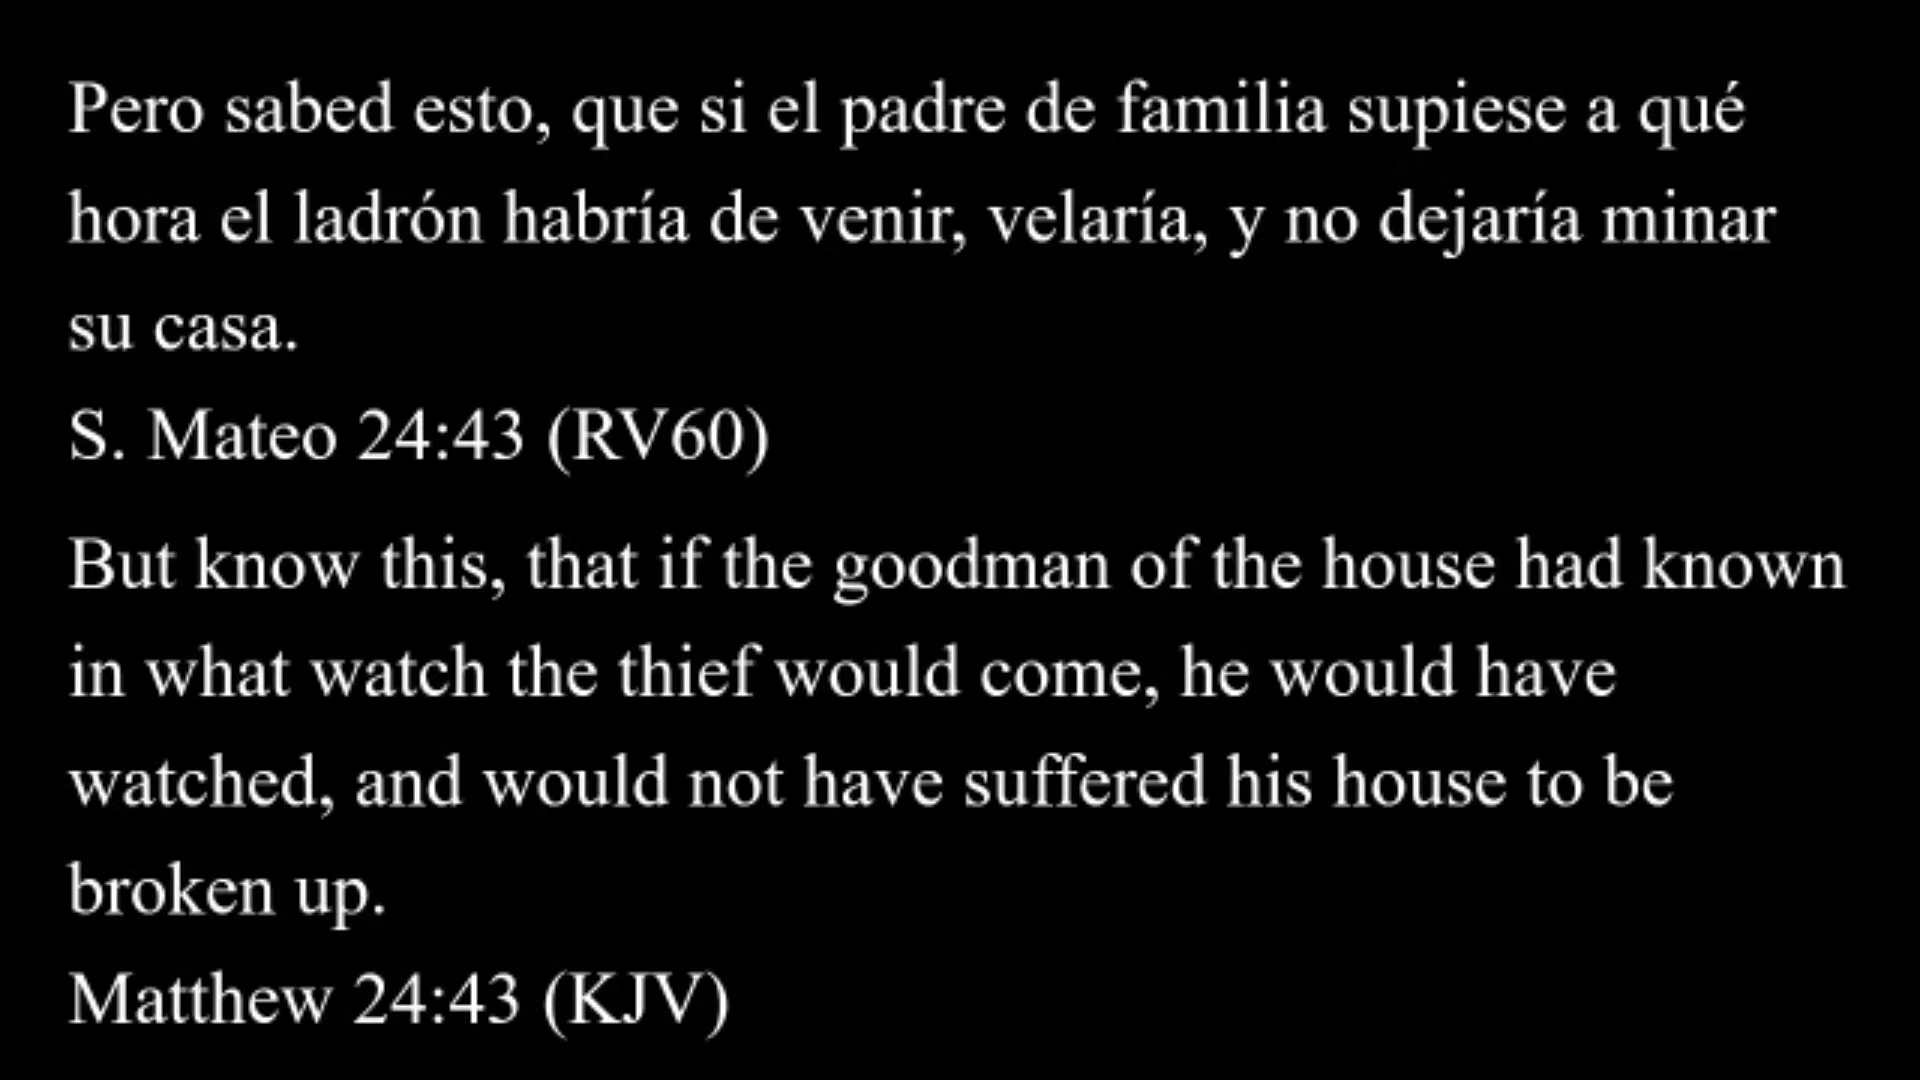 Pero sabed esto, que si el padre de familia supiese a qué
hora el ladrón habría de venir, velaría, y no dejaría minar
su casa.
S. Mateo 24:43 (RV60)
But know this, that if the goodman of the house had known
in what watch the thief would come, he would have
watched, and would not have suffered his house to be
broken up.
Matthew 24:43 (KJV)